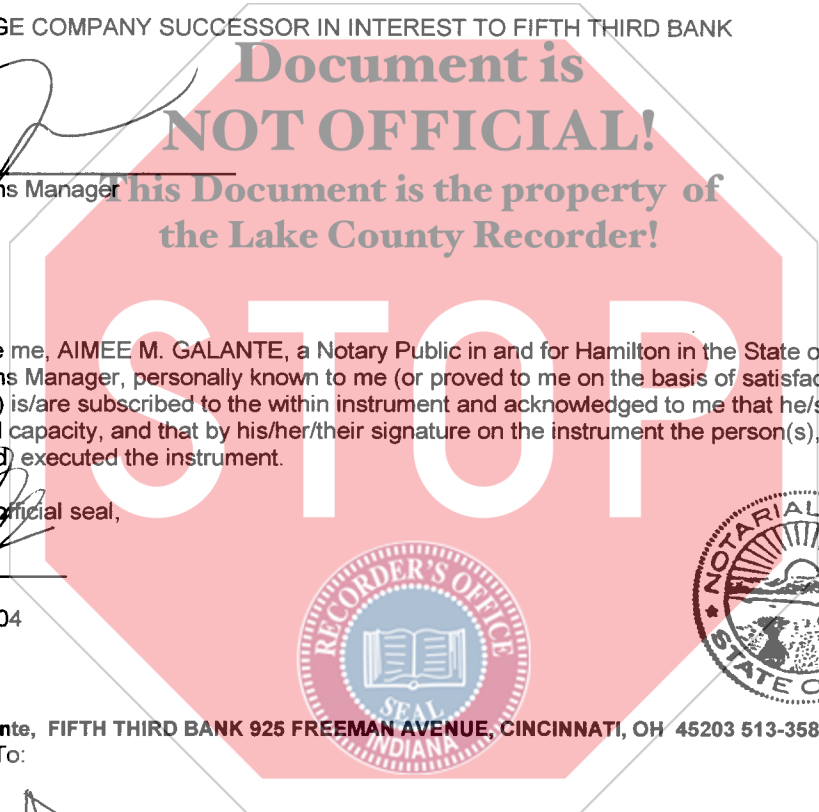 GE COMPANY SUCCESSOR IN INTEREST TO FIFTH THIRD BANK
Document is
NOT OFFICIAL!
ns Manager
This Document is the property of
the Lake County Recorder!
STOP
e me, AIMEE M. GALANTE, a Notary Public in and for Hamilton in the State o
ns Manager, personally known to me (or proved to me on the basis of satisfac
) is/are subscribed to the within instrument and acknowledged to me that he/s
d capacity, and that by his/her/their signature on the instrument the person(s),
d) executed the instrument.
official seal,
NOTARIAL
STATE O
04
RECORDER'S OFFICE
SEAL
INDIANA
nte, FIFTH THIRD BANK 925 FREEMAN AVENUE, CINCINNATI, OH 45203 513-358
To: